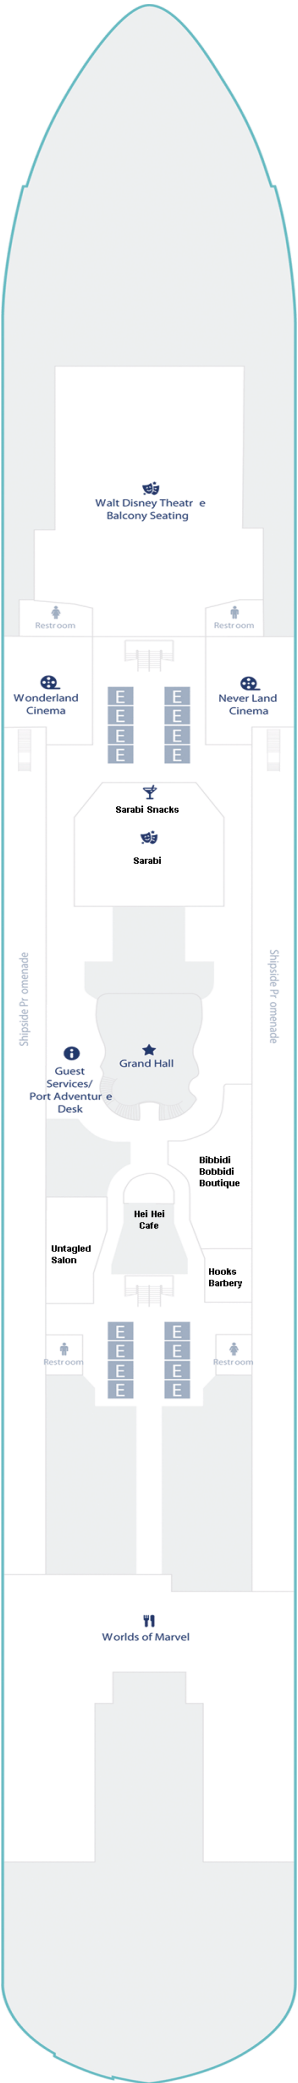 Walt Disney Theatr e
Balcony Seating
Restroom
Restroom
Wonderland
Cinema
Never Land
Cinema
E
E
E
E
E
E
E
E
Sarabi Snacks
Sarabi
Shipside Pr omenade
Shipside Pr omenade
Grand Hall
Guest
Services/
Port Adventur e
Desk
Bibbidi
Bobbidi
Boutique
Hei Hei
Cafe
Untagled
Salon
Hooks
Barbery
E
E
E
E
E
E
E
E
Restroom
Restroom
Worlds of Marvel